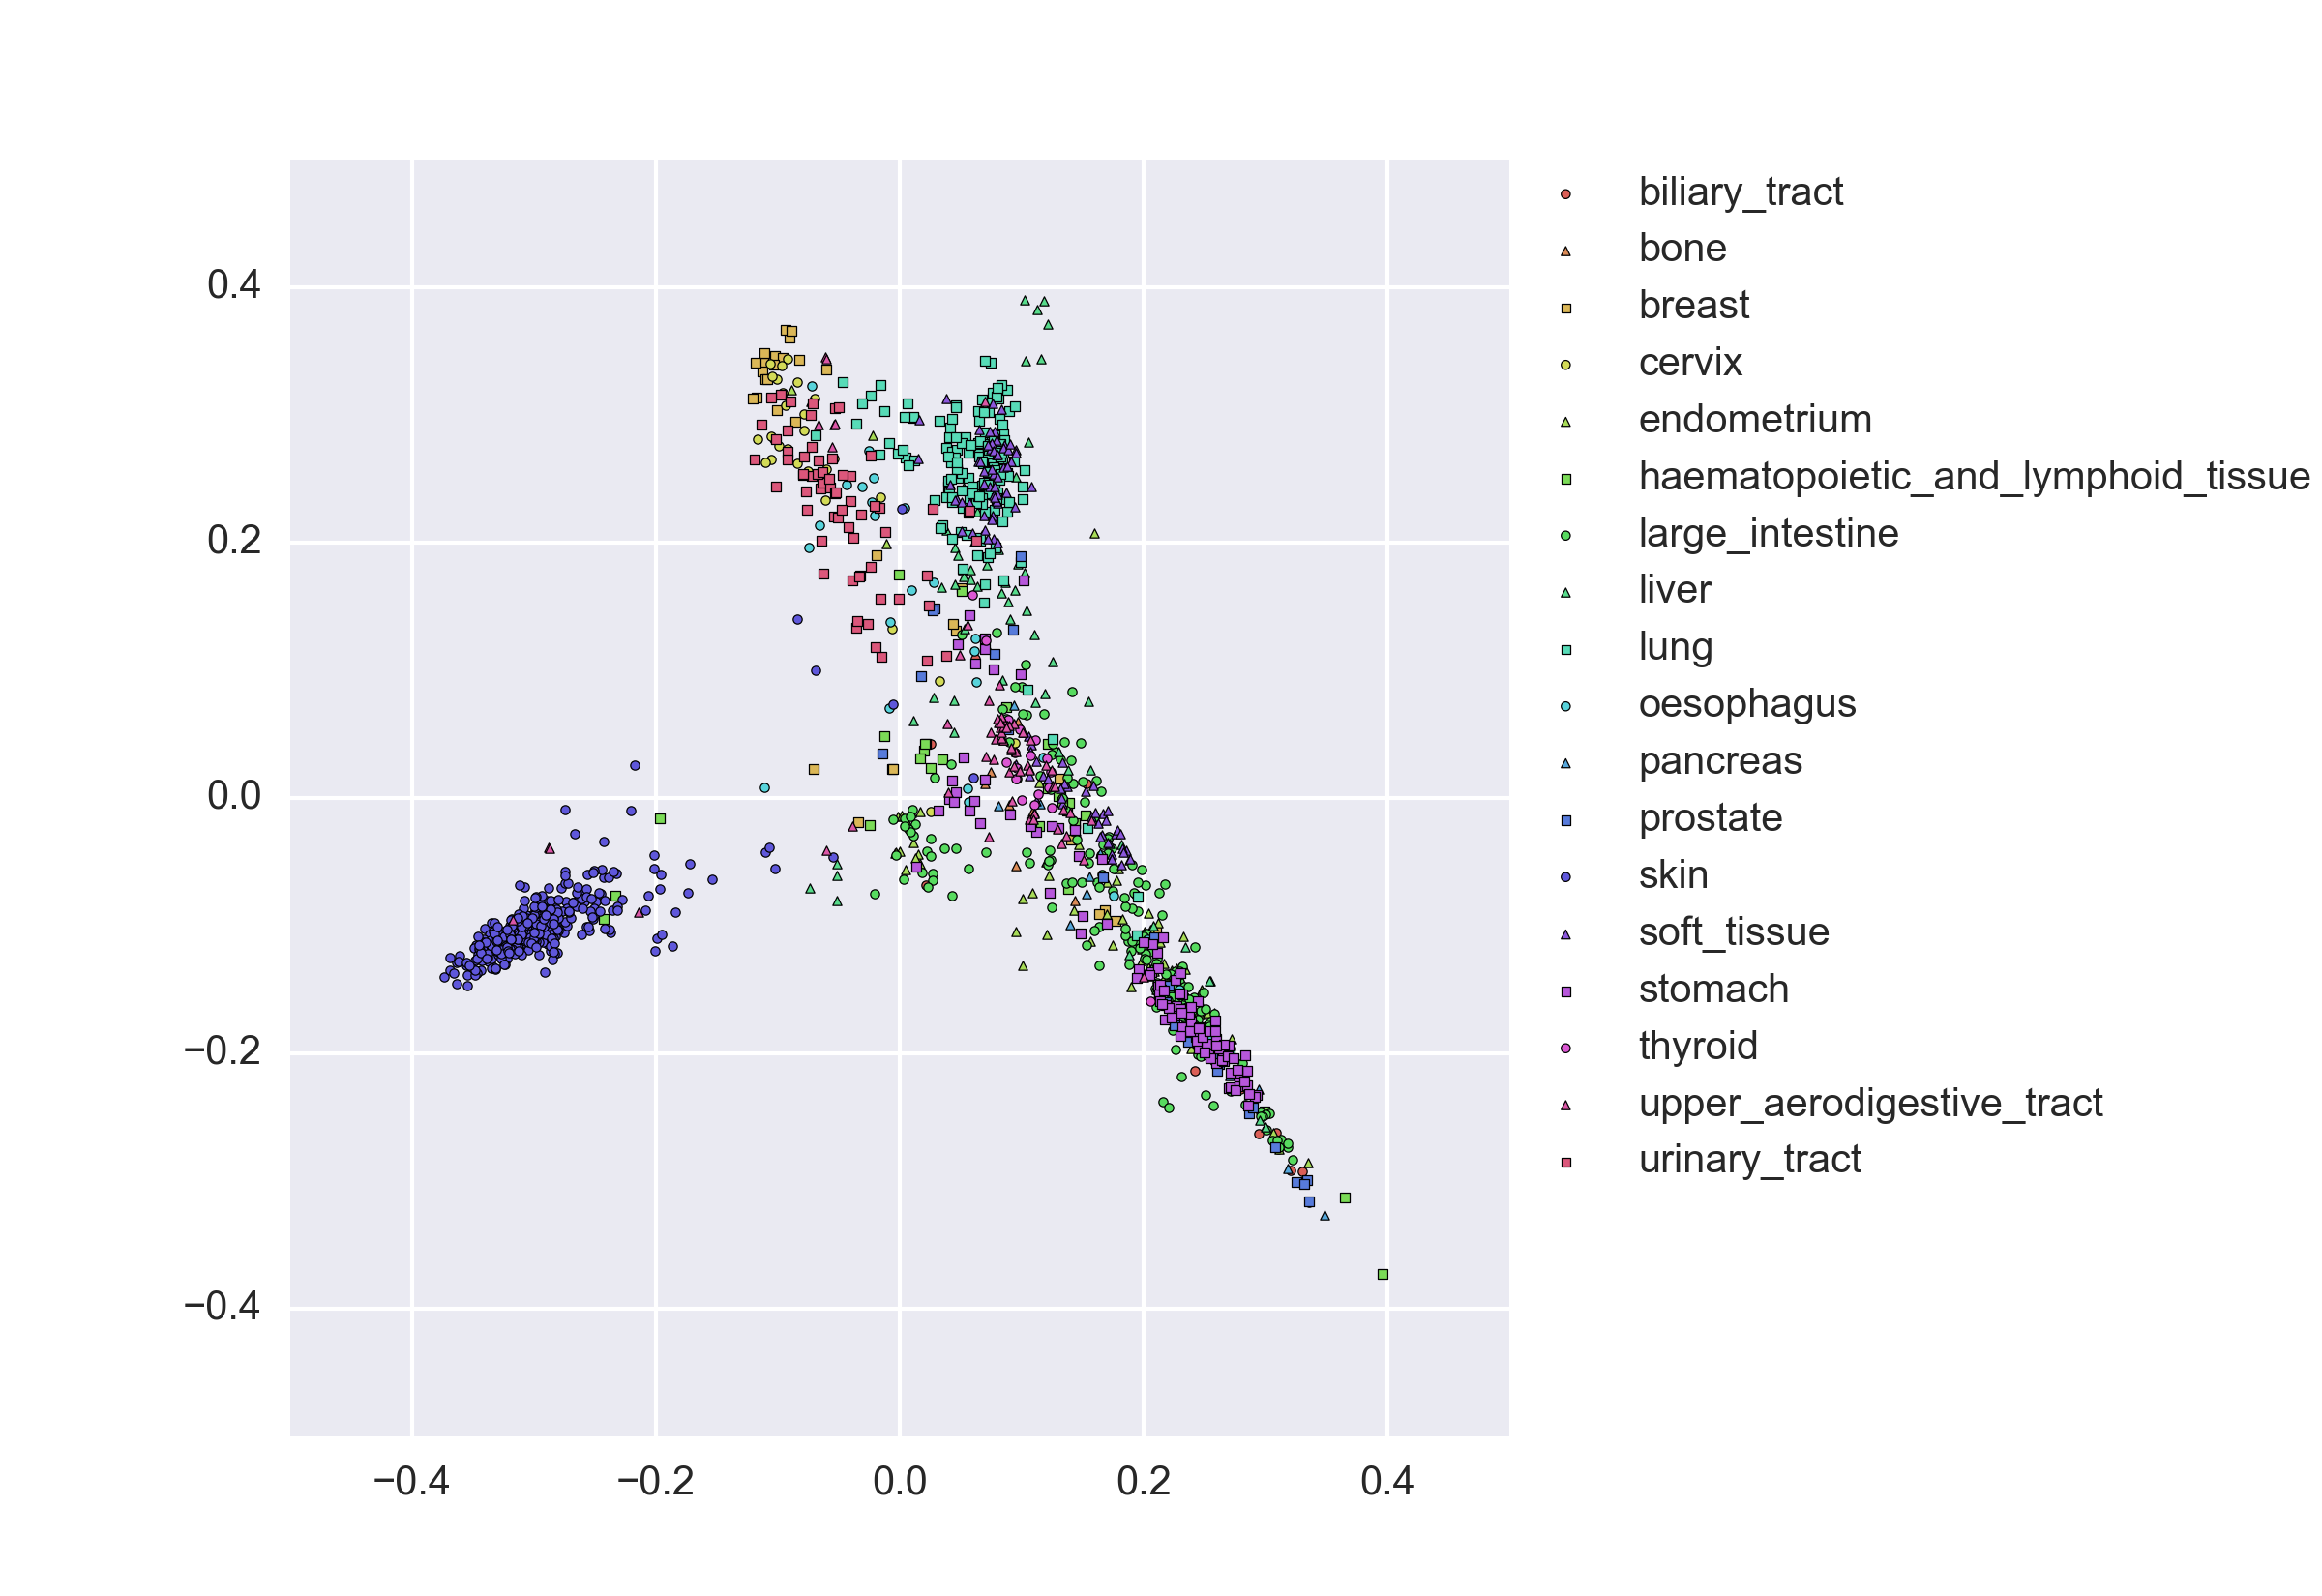 0.4
0.2
0.0
−0.2
−0.4
−0.4
−0.2
0.0
0.2
0.4
biliary_tract
bone
breast
cervix
endometrium
haematopoietic_and_lymphoid_tissue
large_intestine
liver
lung
oesophagus
pancreas
prostate
skin
soft_tissue
stomach
thyroid
upper_aerodigestive_tract
urinary_tract